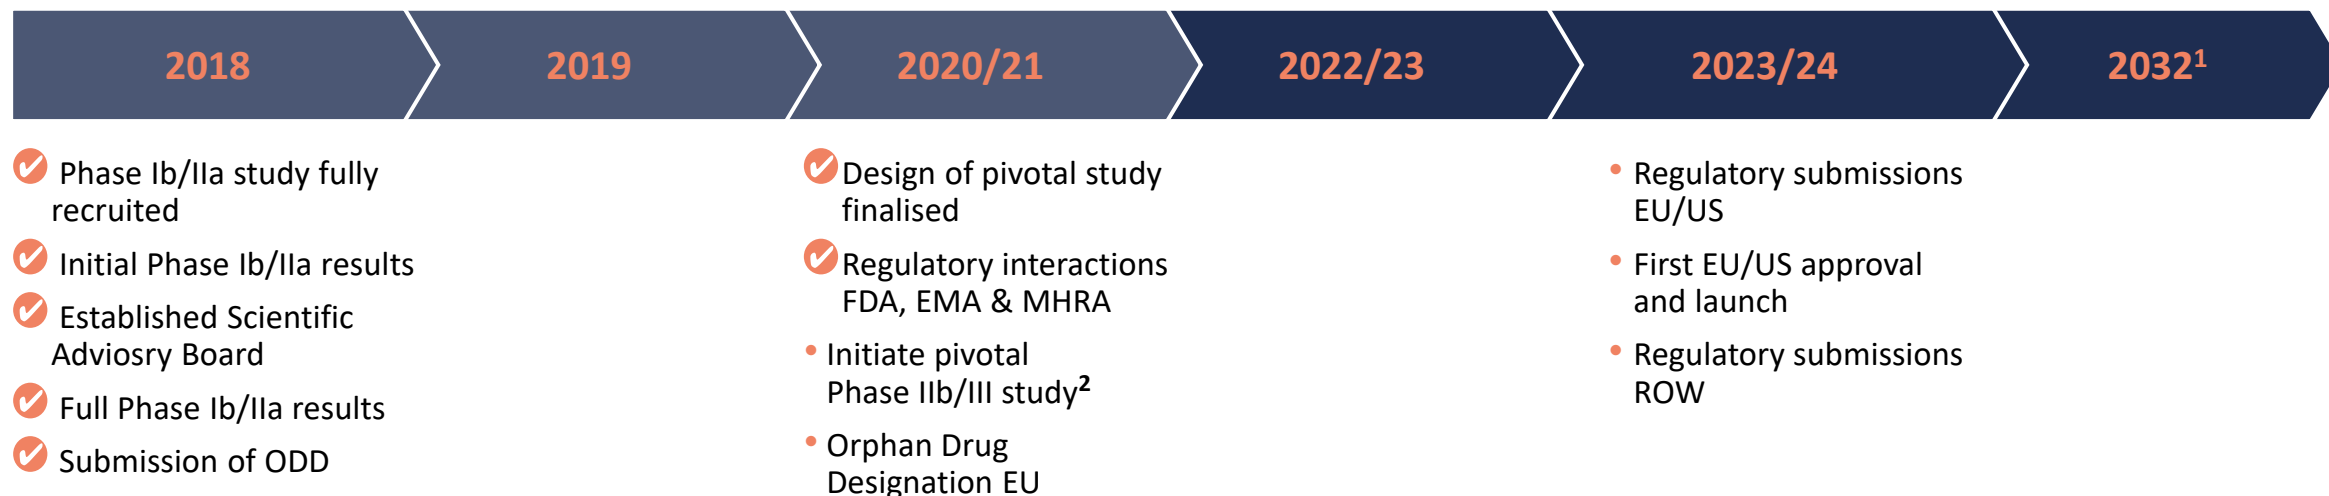 2018
2019
2020/21
2022/23
2023/24
2032¹
Phase Ib/IIa study fully
recruited
Initial Phase Ib/IIa results
Established Scientific
Adviosry Board
Full Phase Ib/IIa results
Submission of ODD
Design of pivotal study
finalised
Regulatory interactions
FDA, EMA & MHRA
• Initiate pivotal
Phase IIb/III study²
• Orphan Drug
Designation EU
• Regulatory submissions
EU/US
• First EU/US approval
and launch
• Regulatory submissions
ROW